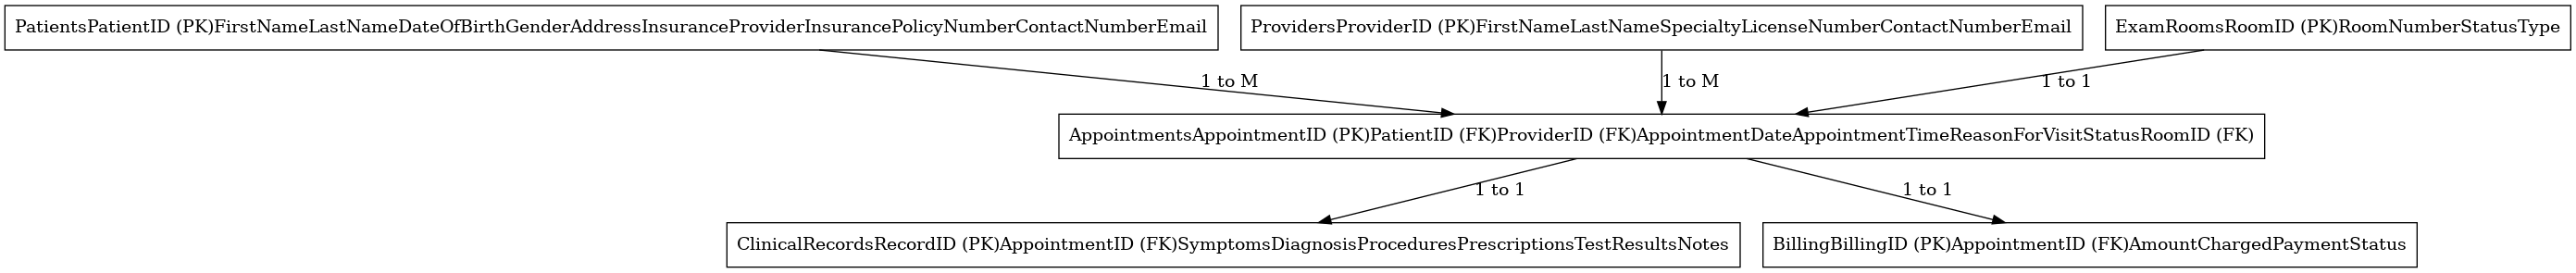 PatientsPatientID (PK)FirstNameLastNameDateOfBirthGenderAddressInsuranceProviderInsurancePolicyNumberContactNumberEmail
ProvidersProviderID (PK)FirstNameLastNameSpecialtyLicenseNumberContactNumberEmail
ExamRoomsRoomID (PK)RoomNumberStatusType
1 to M
1 to M
1 to 1
AppointmentsAppointmentID (PK)PatientID (FK)ProviderID (FK)AppointmentDateAppointmentTimeReasonForVisitStatusRoomID (FK)
1 to 1
1 to 1
ClinicalRecordsRecordID (PK)AppointmentID (FK)SymptomsDiagnosisProceduresPrescriptionsTestResultsNotes
BillingBillingID (PK)AppointmentID (FK)AmountChargedPaymentStatus